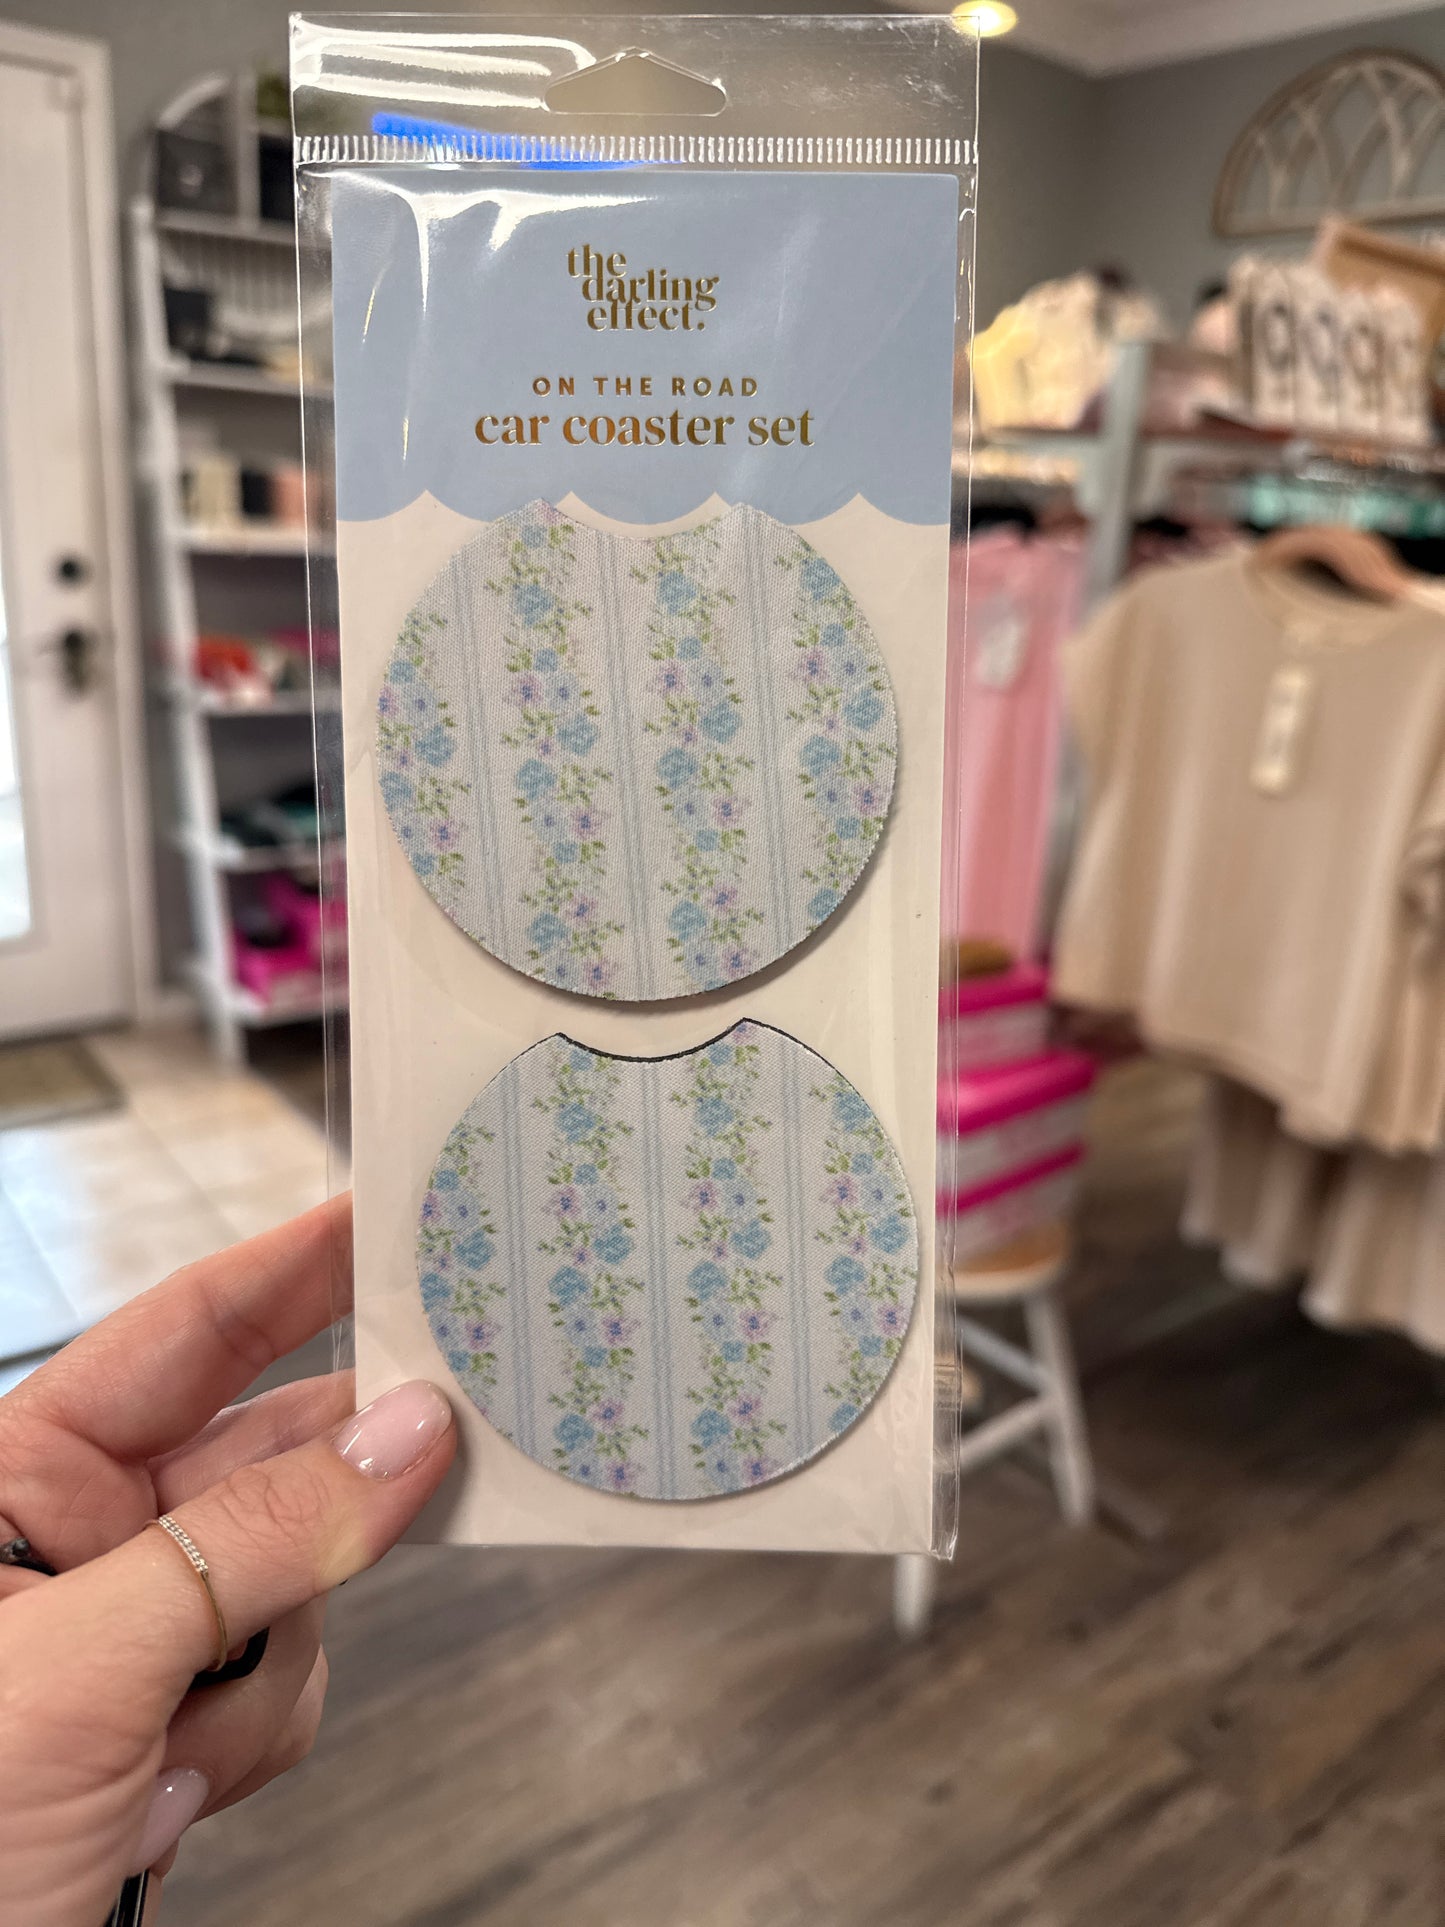 the
darling
effect.
ON THE ROAD
car coaster set